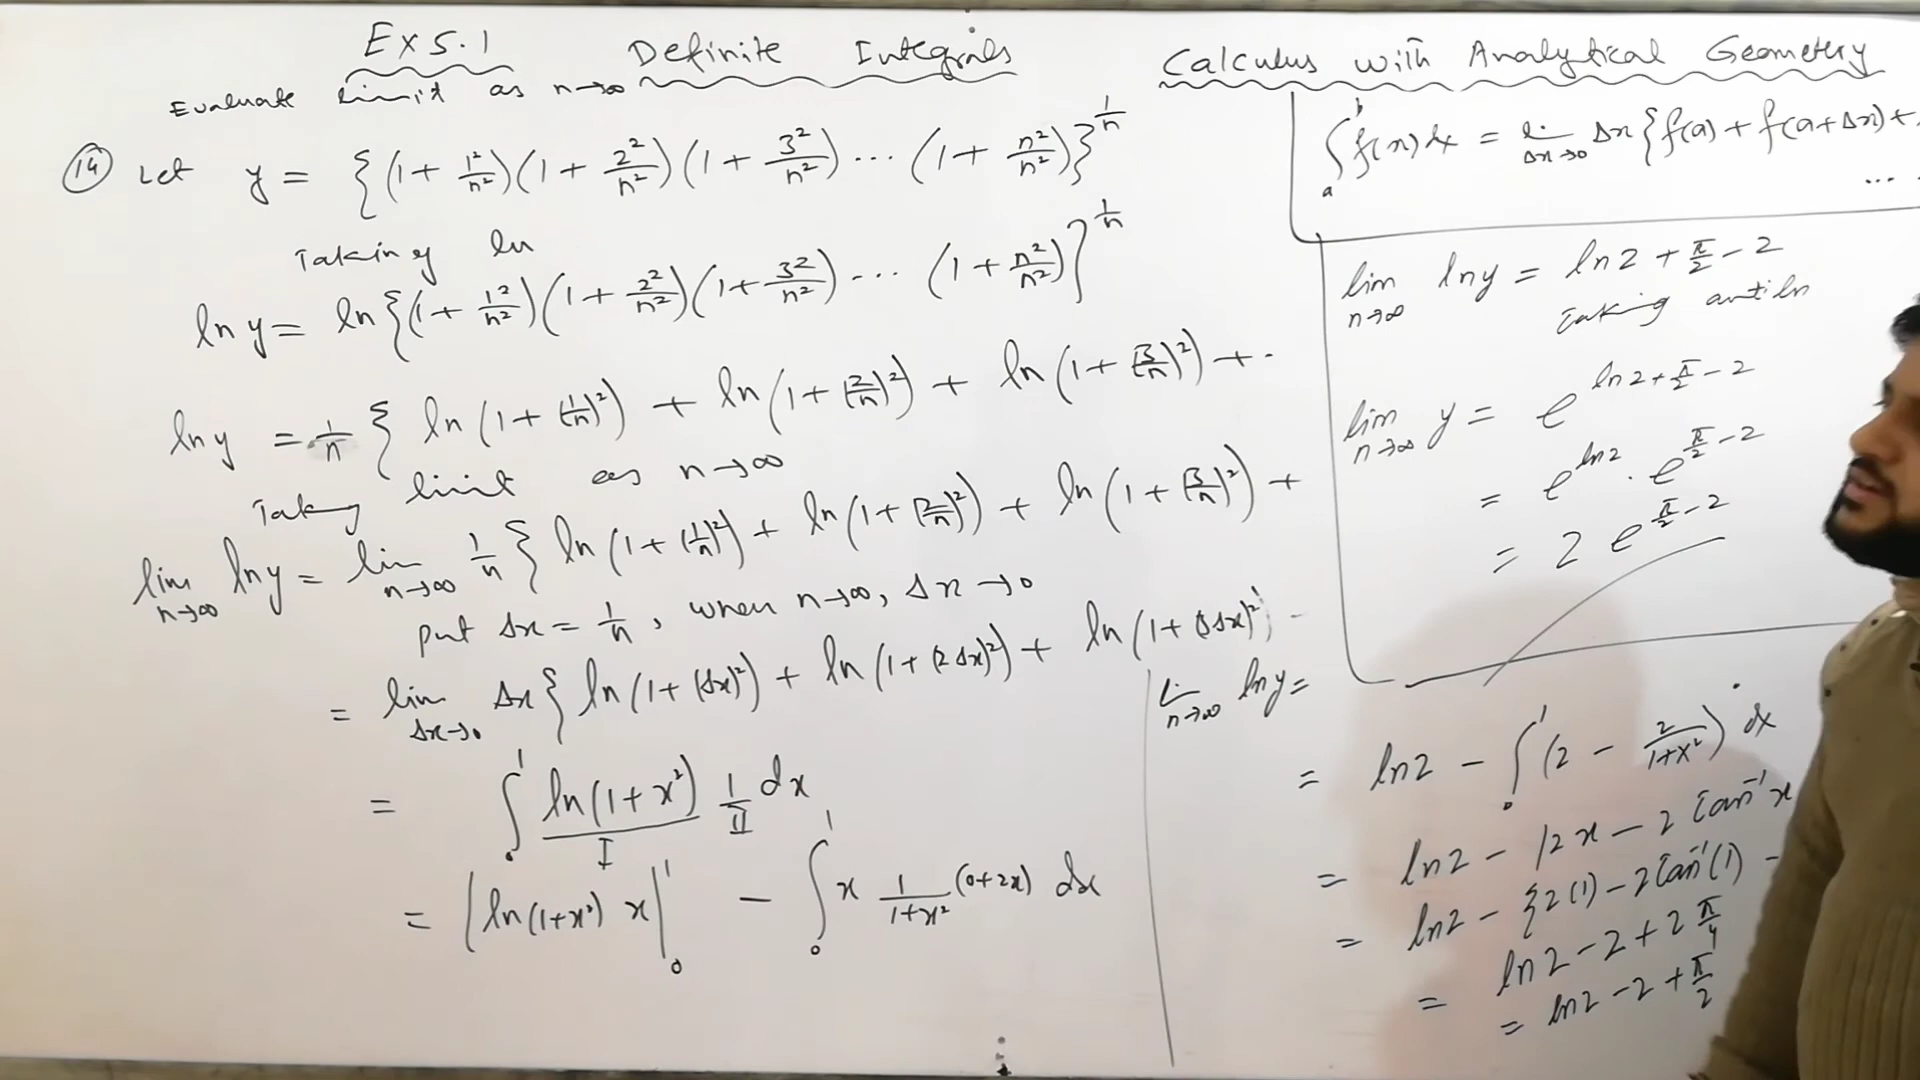 Ex 5.1 Definite Integrals Calculus with Analytical Geometry
Evaluate limit as n→∞
(14) Let y = {(1 + 1²/n²)(1 + 2²/n²)(1 + 3²/n²) ... (1 + n²/n²)}^(1/n)
Taking ln
ln y = ln{(1 + 1²/n²)(1 + 2²/n²)(1 + 3²/n²) ... (1 + n²/n²)}^(1/n)
ln y = 1/n { ln(1 + (1/n)²) + ln(1 + (2/n)²) + ln(1 + (3/n)²) + ..
Taking limit as n→∞
lim n→∞ ln y = lim n→∞ 1/n { ln(1 + (1/n)²) + ln(1 + (2/n)²) + ln(1 + (3/n)²) +
put Δx = 1/n, when n→∞, Δx→0
= lim Δx→0 Δx { ln(1 + (Δx)²) + ln(1 + (2Δx)²) + ln(1 + (3Δx)²)
= ∫₀¹ ln(1 + x²) 1 dx
I II
= |ln(1+x²) x|₀¹ − ∫₀¹ x 1/(1+x²) (0+2x) dx
∫ₐᵇ f(x) dx = lim Δx→0 Δx {f(a) + f(a+Δx) +
...
lim n→∞ ln y = ln2 + π/2 − 2
Taking anti ln
lim n→∞ y = e^(ln2 + π/2 − 2)
= e^(ln2) · e^(π/2 − 2)
= 2 e^(π/2 − 2)
lim n→∞ ln y =
= ln2 − ∫₀¹ (2 − 2/(1+x²)) dx
= ln2 − |2x − 2 Tan⁻¹x
= ln2 − {2(1) − 2Tan⁻¹(1) −
= ln2 − 2 + 2 π/4
= ln2 − 2 + π/2